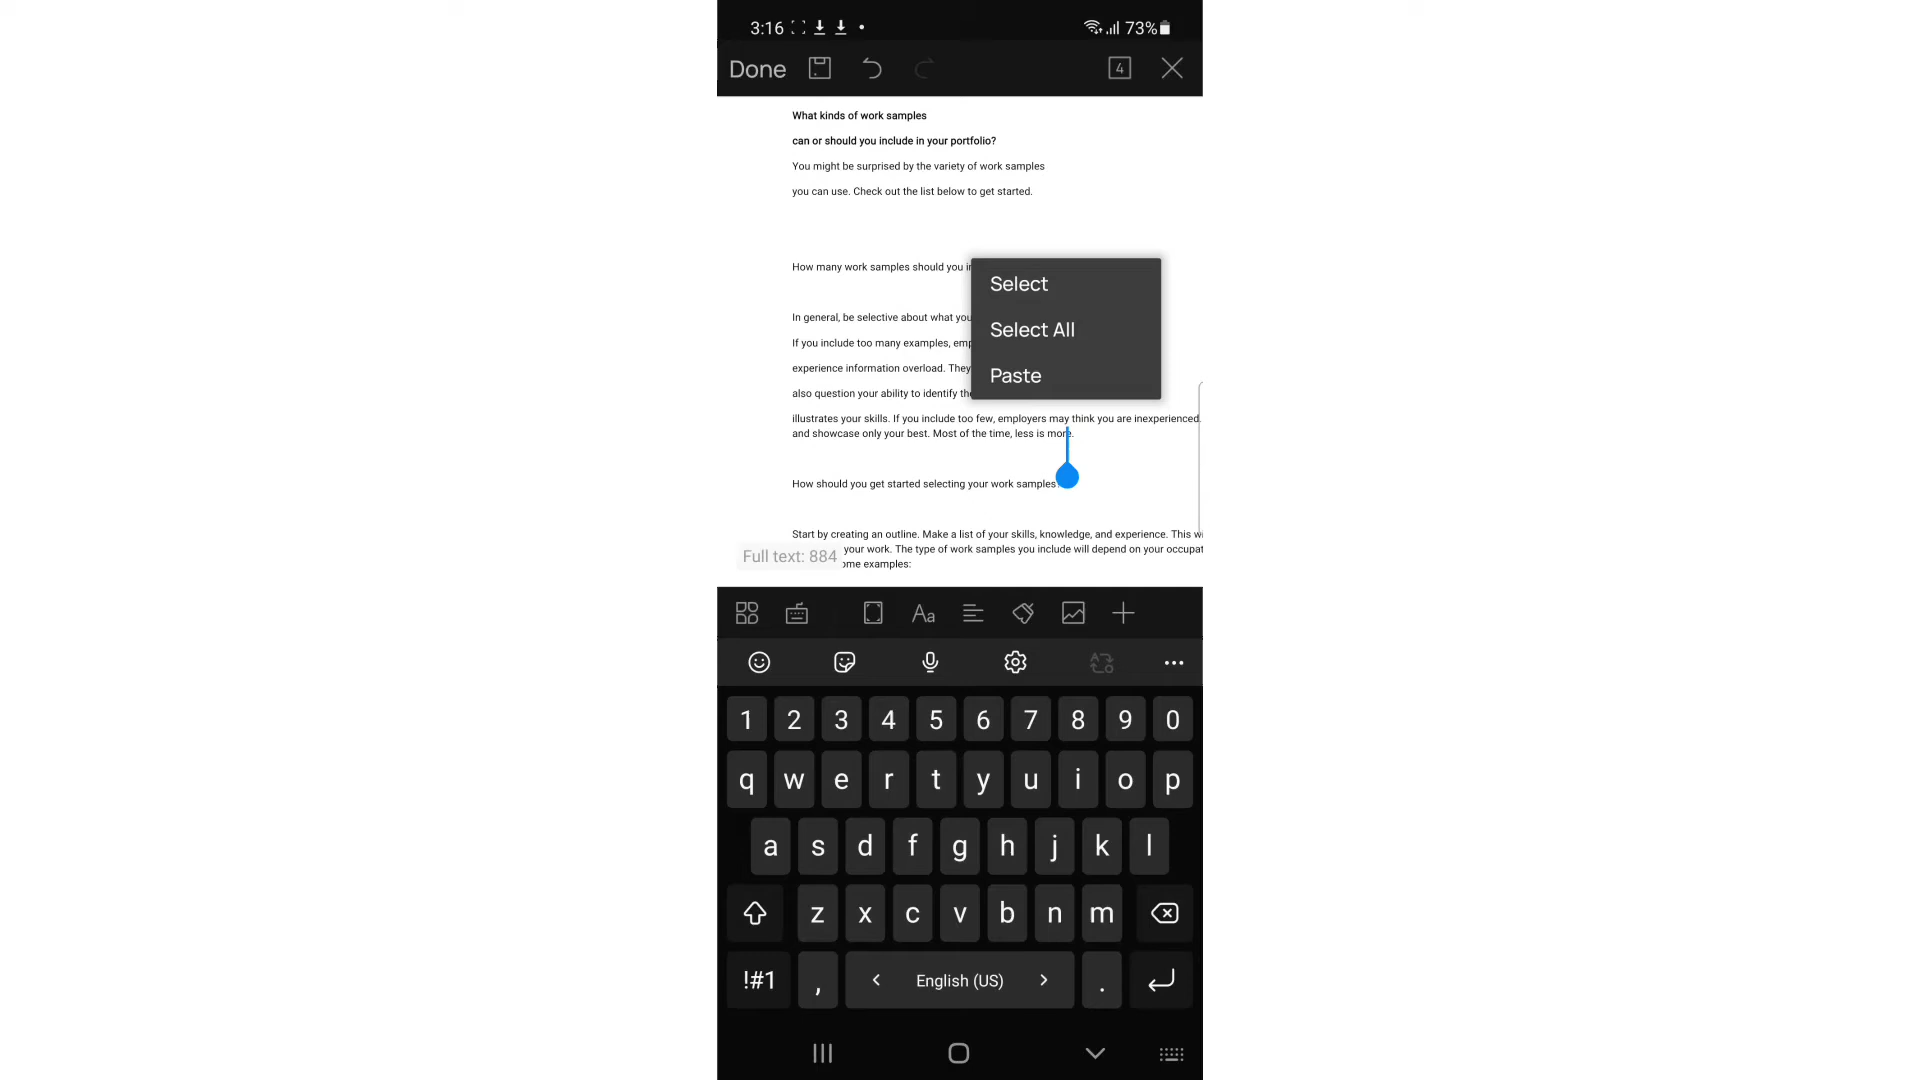 3:16
73%
Done
4
What kinds of work samples
can or should you include in your portfolio?
You might be surprised by the variety of work samples
you can use. Check out the list below to get started.
How many work samples should you
In general, be selective about what you
If you include too many examples,
experience information overload. They
also question your ability to identify
illustrates your skills. If you include too few, employers may think you are inexperienced.
and showcase only your best. Most of the time, less is more.
How should you get started selecting your work samples
Start by creating an outline. Make a list of your skills, knowledge, and experience. This
your work. The type of work samples you include will depend on your
examples:
Select
Select All
Paste
Full text: 884
Aa
1 2 3 4 5 6 7 8 9 0
q w e r t y u i o p
a s d f g h j k l
z x c v b n m
!#1 , < English (US) > .